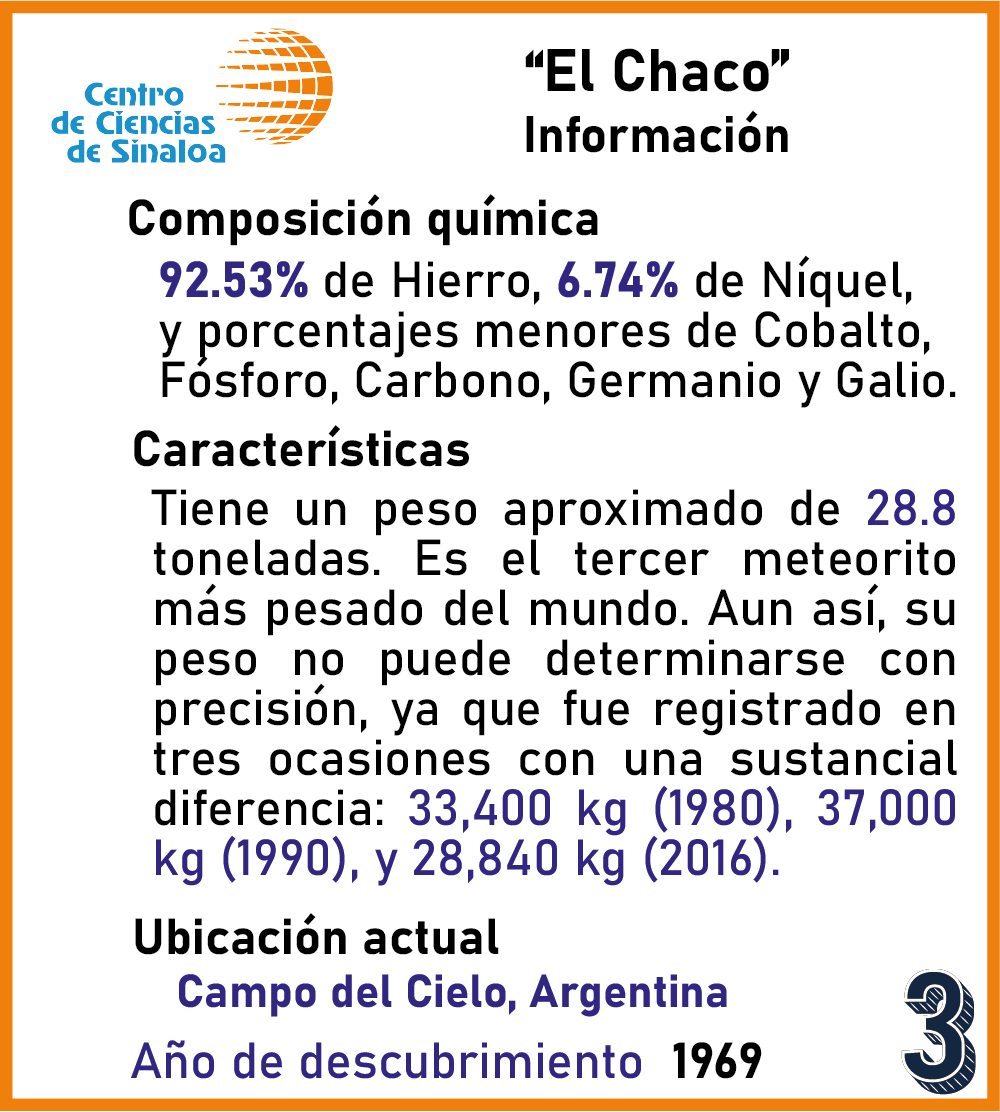 Centro
de Ciencias
de Sinaloa
“El Chaco”
Información
Composición química
92.53% de Hierro, 6.74% de Níquel,
y porcentajes menores de Cobalto,
Fósforo, Carbono, Germanio y Galio.
Características
Tiene un peso aproximado de 28.8
toneladas. Es el tercer meteorito
más pesado del mundo. Aun así, su
peso no puede determinarse con
precisión, ya que fue registrado en
tres ocasiones con una sustancial
diferencia: 33,400 kg (1980), 37,000
kg (1990), y 28,840 kg (2016).
Ubicación actual
Campo del Cielo, Argentina
Año de descubrimiento 1969
3